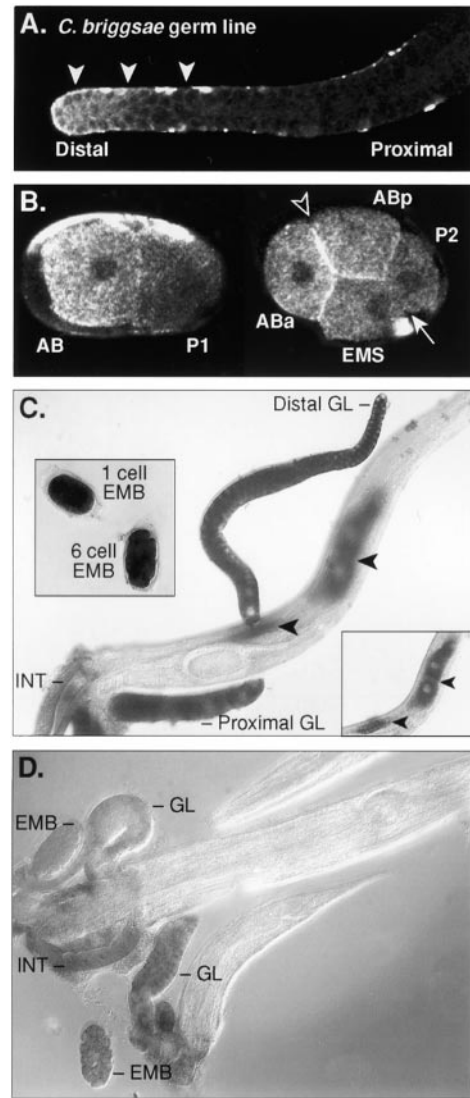 A. C. briggsae germ line
Distal
Proximal
B.
ABp
P2
AB
P1
ABa
EMS
C.
Distal GL –
1 cell
EMB
6 cell
EMB
INT –
– Proximal GL
D.
– GL
EMB –
INT –
– GL
– EMB